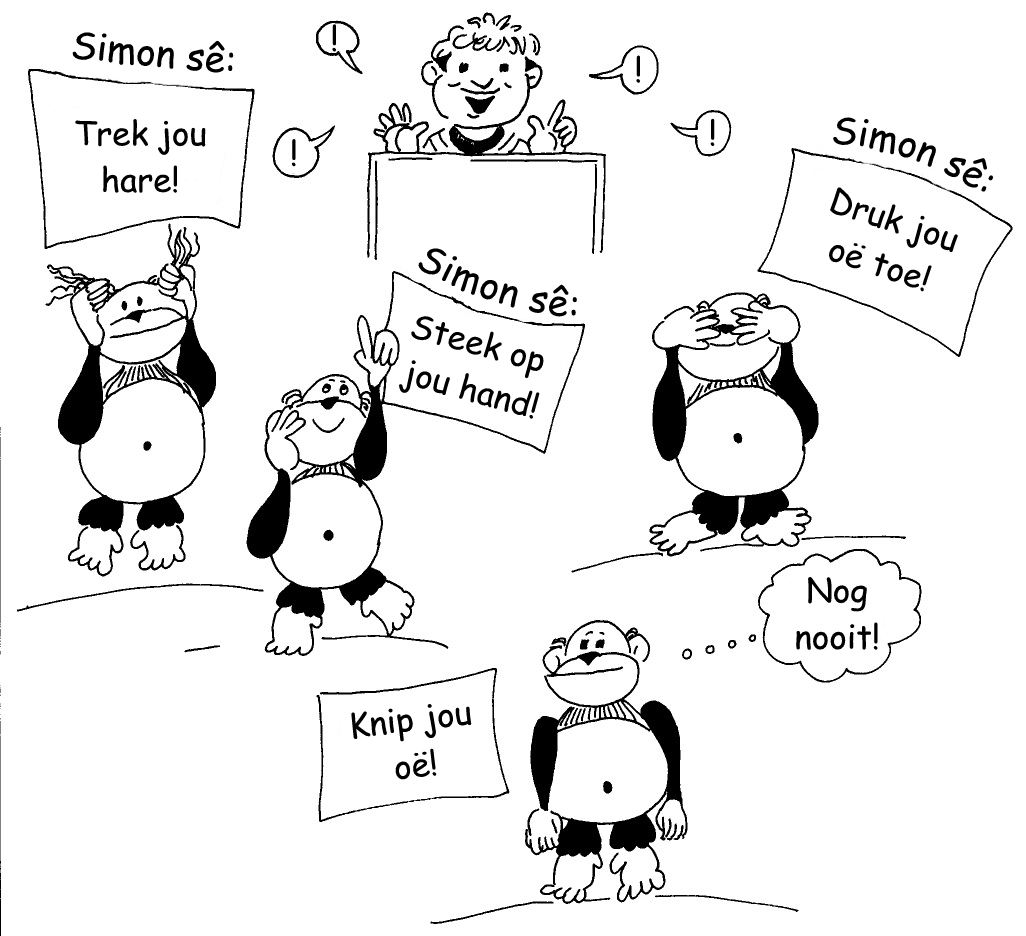 Simon sê:
Trek jou
hare!
!
!
!
!
Simon sê:
Druk jou
oë toe!
Simon sê:
Steek op
jou hand!
Nog
nooit!
Knip jou
oë!